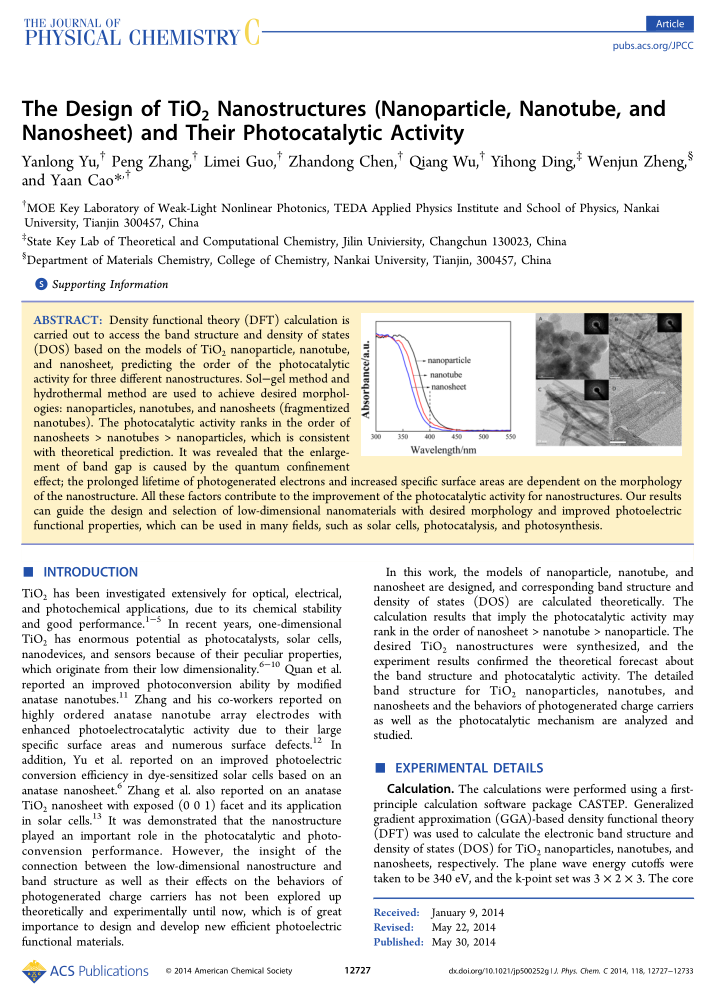 THE JOURNAL OF
PHYSICAL CHEMISTRY C
Article
pubs.acs.org/JPCC
The Design of TiO2 Nanostructures (Nanoparticle, Nanotube, and
Nanosheet) and Their Photocatalytic Activity
Yanlong Yu,† Peng Zhang,† Limei Guo,† Zhandong Chen,† Qiang Wu,† Yihong Ding,‡ Wenjun Zheng,§
and Yaan Cao*,†
†MOE Key Laboratory of Weak-Light Nonlinear Photonics, TEDA Applied Physics Institute and School of Physics, Nankai
University, Tianjin 300457, China
‡State Key Lab of Theoretical and Computational Chemistry, Jilin Univiersity, Changchun 130023, China
§Department of Materials Chemistry, College of Chemistry, Nankai University, Tianjin, 300457, China
S Supporting Information
ABSTRACT: Density functional theory (DFT) calculation is
carried out to access the band structure and density of states
(DOS) based on the models of TiO2 nanoparticle, nanotube,
and nanosheet, predicting the order of the photocatalytic
activity for three different nanostructures. Sol−gel method and
hydrothermal method are used to achieve desired morphol-
ogies: nanoparticles, nanotubes, and nanosheets (fragmentized
nanotubes). The photocatalytic activity ranks in the order of
nanosheets > nanotubes > nanoparticles, which is consistent
with theoretical prediction. It was revealed that the enlarge-
ment of band gap is caused by the quantum confinement
effect; the prolonged lifetime of photogenerated electrons and increased specific surface areas are dependent on the morphology
of the nanostructure. All these factors contribute to the improvement of the photocatalytic activity for nanostructures. Our results
can guide the design and selection of low-dimensional nanomaterials with desired morphology and improved photoelectric
functional properties, which can be used in many fields, such as solar cells, photocatalysis, and photosynthesis.
Absorbance/a.u.
nanoparticle
nanotube
nanosheet
300 350 400 450 500 550
Wavelength/nm
A
C
D
■ INTRODUCTION
TiO2 has been investigated extensively for optical, electrical,
and photochemical applications, due to its chemical stability
and good performance.1−5 In recent years, one-dimensional
TiO2 has enormous potential as photocatalysts, solar cells,
nanodevices, and sensors because of their peculiar properties,
which originate from their low dimensionality.6−10 Quan et al.
reported an improved photoconversion ability by modified
anatase nanotubes.11 Zhang and his co-workers reported on
highly ordered anatase nanotube array electrodes with
enhanced photoelectrocatalytic activity due to their large
specific surface areas and numerous surface defects.12 In
addition, Yu et al. reported on an improved photoelectric
conversion efficiency in dye-sensitized solar cells based on an
anatase nanosheet.6 Zhang et al. also reported on an anatase
TiO2 nanosheet with exposed (0 0 1) facet and its application
in solar cells.13 It was demonstrated that the nanostructure
played an important role in the photocatalytic and photo-
convension performance. However, the insight of the
connection between the low-dimensional nanostructure and
band structure as well as their effects on the behaviors of
photogenerated charge carriers has not been explored up
theoretically and experimentally until now, which is of great
importance to design and develop new efficient photoelectric
functional materials.
In this work, the models of nanoparticle, nanotube, and
nanosheet are designed, and corresponding band structure and
density of states (DOS) are calculated theoretically. The
calculation results that imply the photocatalytic activity may
rank in the order of nanosheet > nanotube > nanoparticle. The
desired TiO2 nanostructures were synthesized, and the
experiment results confirmed the theoretical forecast about
the band structure and photocatalytic activity. The detailed
band structure for TiO2 nanoparticles, nanotubes, and
nanosheets and the behaviors of photogenerated charge carriers
as well as the photocatalytic mechanism are analyzed and
studied.
■ EXPERIMENTAL DETAILS
Calculation. The calculations were performed using a first-
principle calculation software package CASTEP. Generalized
gradient approximation (GGA)-based density functional theory
(DFT) was used to calculate the electronic band structure and
density of states (DOS) for TiO2 nanoparticles, nanotubes, and
nanosheets, respectively. The plane wave energy cutoffs were
taken to be 340 eV, and the k-point set was 3 × 2 × 3. The core
Received: January 9, 2014
Revised: May 22, 2014
Published: May 30, 2014
ACS Publications
© 2014 American Chemical Society
12727
dx.doi.org/10.1021/jp500252g | J. Phys. Chem. C 2014, 118, 12727−12733